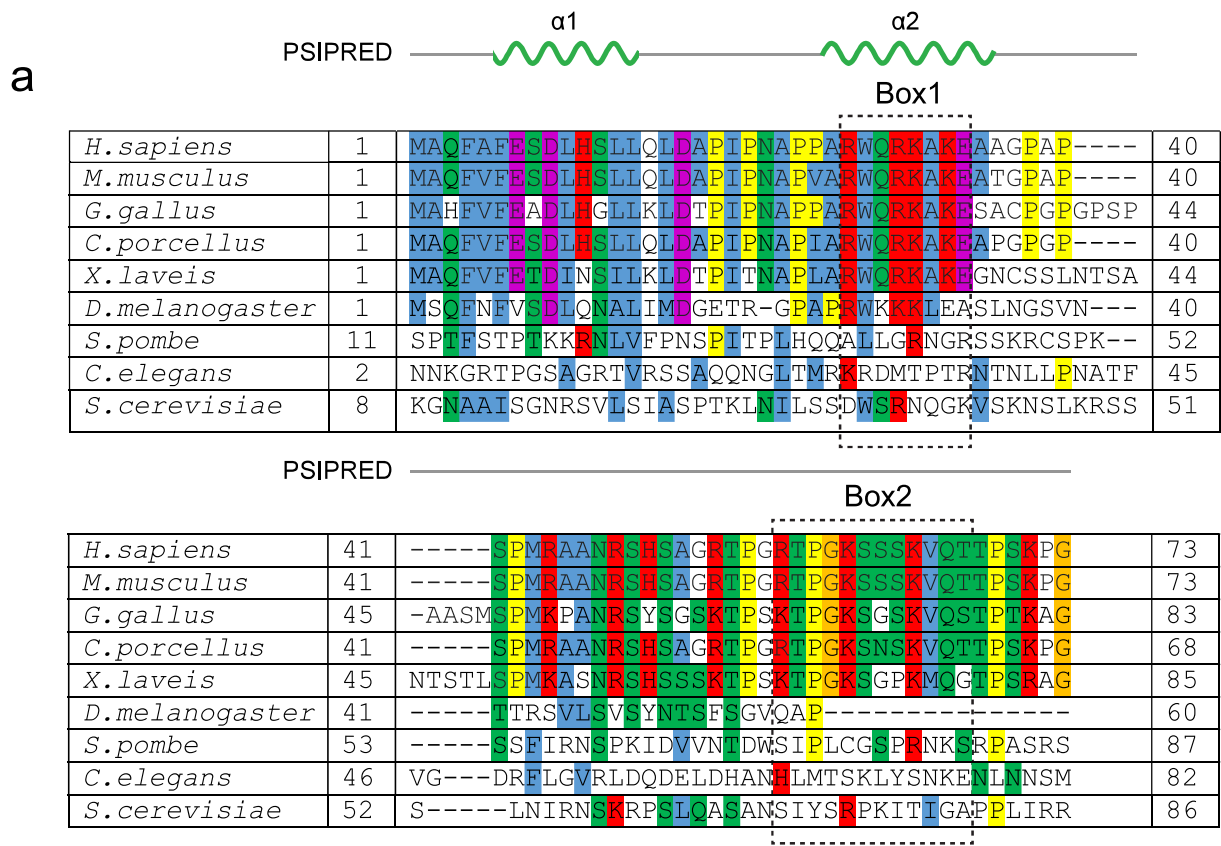 α1 α2
PSIPRED
a
Box1
H.sapiens 1 MAQFAFESDLHSLLQLDAPIPNAPPARWQRKAKEAAGPAP---- 40
M.musculus 1 MAQFVFESDLHSLLQLDAPIPNAPVARWQRKAKEATGPAP---- 40
G.gallus 1 MAHFVFEADLHGLLKLDTPIPNAPPARWQRKAKESACPGPGPSP 44
C.porcellus 1 MAQFVFESDLHSLLQLDAPIPNAPIARWQRKAKEAPGPGP---- 40
X.laveis 1 MAQFVFETDINSILKLDTPITNAPLARWQRKAKEGNCSSLNTSA 44
D.melanogaster 1 MSQFNFVSDLQNALIMDGETR-GPAPRWKKKLEASLNGSVN--- 40
S.pombe 11 SPTFSTPTKKRNLVFPNSPITPLHQQALLGRNGRSSKRCSPK-- 52
C.elegans 2 NNKGRTPGSAGRTVRSSAQQNGLTMRKRDMTPTRNTNLLPNATF 45
S.cerevisiae 8 KGNAAISGNRSVLSIASPTKLNILSSDWSRNQGKVSKNSLKRSS 51
PSIPRED
Box2
H.sapiens 41 -----SPMRAANRSHSAGRTPGRTPGKSSSKVQTTPSKPG 73
M.musculus 41 -----SPMRAANRSHSAGRTPGRTPGKSSSKVQTTPSKPG 73
G.gallus 45 -AASMSPMKPANRSYSGSKTPSKTPGKSGSKVQSTPTKAG 83
C.porcellus 41 -----SPMRAANRSHSAGRTPGRTPGKSNSKVQTTPSKPG 68
X.laveis 45 NTSTLSPMKASNRSHSSSKTPSKTPGKSGPKMQGTPSRAG 85
D.melanogaster 41 -----TTRSVLSVSYNTSFSGVQAP--------------- 60
S.pombe 53 -----SSFIRNSPKIDVVNTDWSIPLCGSPRNKSRPASRS 87
C.elegans 46 VG---DRFLGVRLDQDELDHANHLMTSKLYSNKENLNNSM 82
S.cerevisiae 52 S-----LNIRNSKRPSLQASANSIYSRPKITIGAPPLIRR 86